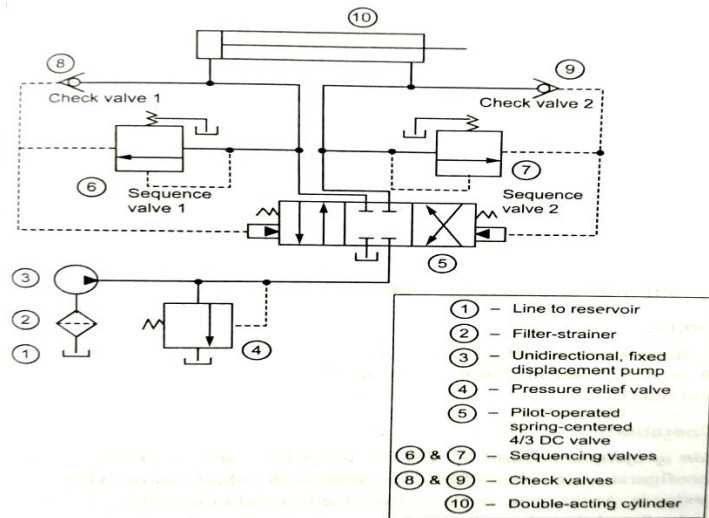 10
8
9
Check valve 1
Check valve 2
6
7
Sequence
valve 1
Sequence
valve 2
5
3
2
1
4
1 – Line to reservoir
2 – Filter-strainer
3 – Unidirectional, fixed
displacement pump
4 – Pressure relief valve
5 – Pilot-operated
spring-centered
4/3 DC valve
6 & 7 – Sequencing valves
8 & 9 – Check valves
10 – Double-acting cylinder